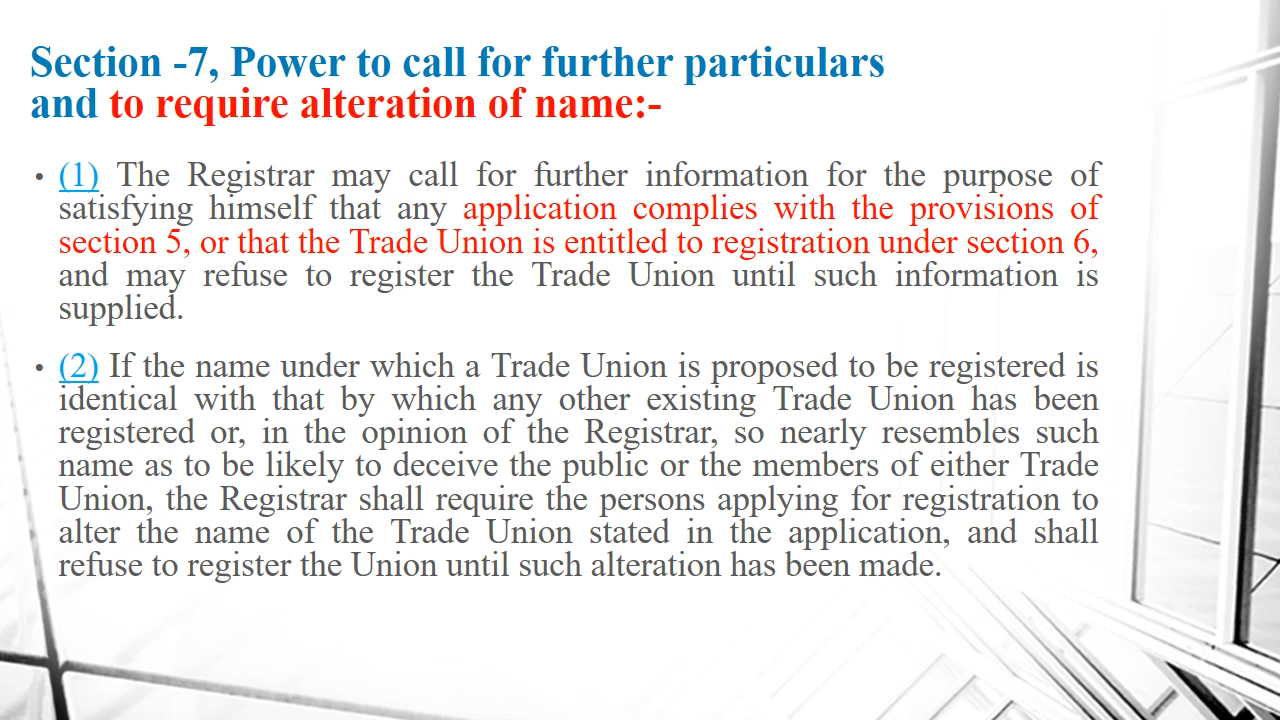 Section -7, Power to call for further particulars
and to require alteration of name:-
• (1) The Registrar may call for further information for the purpose of
satisfying himself that any application complies with the provisions of
section 5, or that the Trade Union is entitled to registration under section 6,
and may refuse to register the Trade Union until such information is
supplied.
• (2) If the name under which a Trade Union is proposed to be registered is
identical with that by which any other existing Trade Union has been
registered or, in the opinion of the Registrar, so nearly resembles such
name as to be likely to deceive the public or the members of either Trade
Union, the Registrar shall require the persons applying for registration to
alter the name of the Trade Union stated in the application, and shall
refuse to register the Union until such alteration has been made.